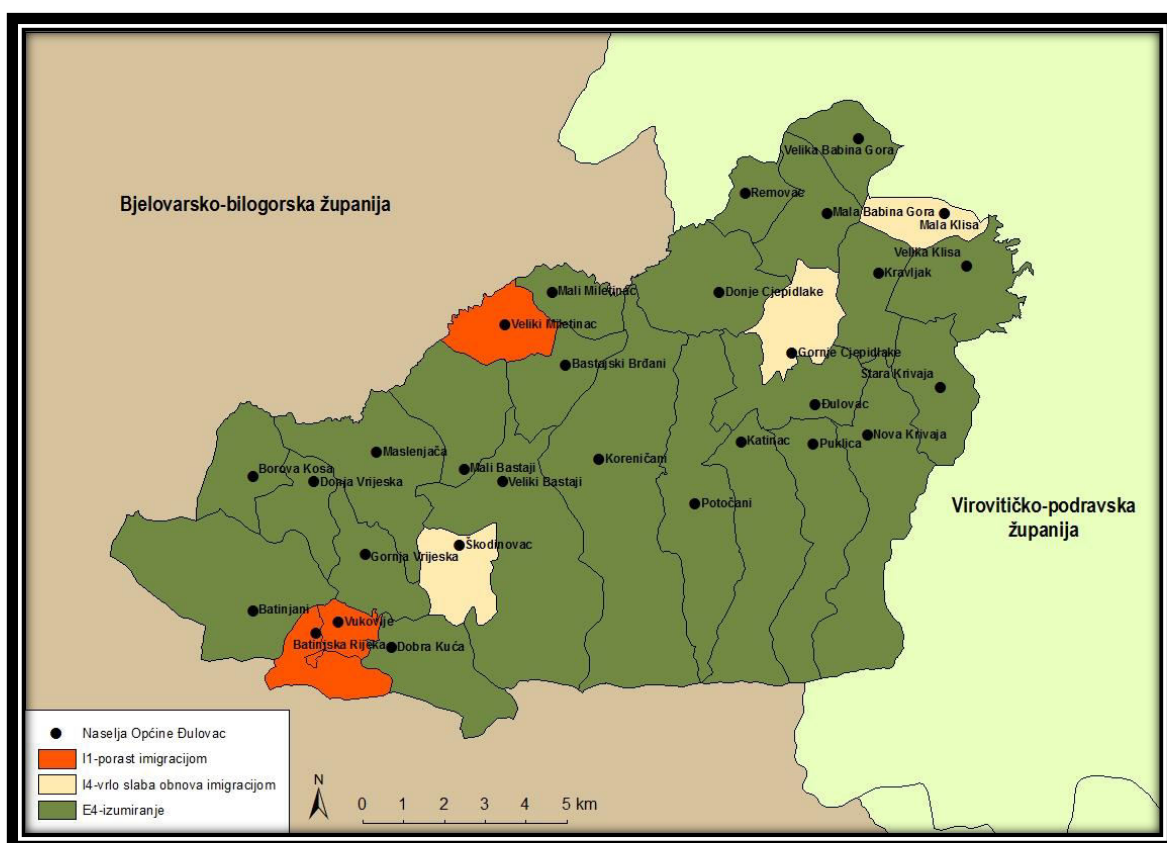 Velika Babina Gora
Removac
Bjelovarsko-bilogorska županija
Mala Babina Gora
Mala Klisa
Velika Klisa
Kravljak
Mali Miletinac
Donje Cjepidlake
Veliki Miletinac
Gornje Cjepidlake
Bastajski Brđani
Stara Krivaja
Đulovac
Nova Krivaja
Katinac
Puklica
Maslenjača
Koreničani
Mali Bastaji
Borova Kosa
Donja Vrijeska
Veliki Bastaji
Potočani
Virovitičko-podravska
županija
Škodinovac
Gornja Vrijeska
Batinjani
Vukovije
Batinjska Rijeka
Dobra Kuća
Naselja Općine Đulovac
I1-porast imigracijom
I4-vrlo slaba obnova imigracijom
E4-izumiranje
N
0 1 2 3 4 5 km